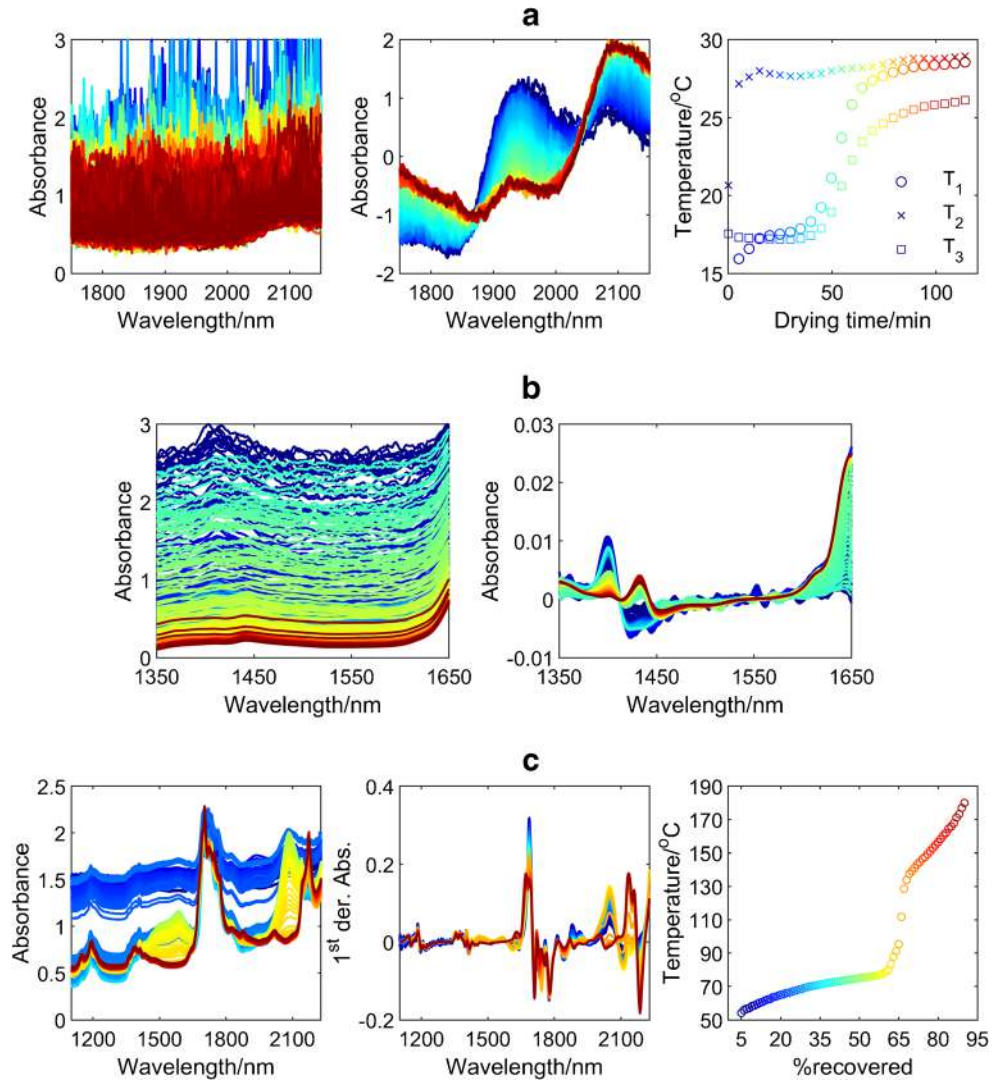 a
3
2
1
0
Absorbance
1800 1900 2000 2100
Wavelength/nm
2
1
0
-1
-2
Absorbance
1800 1900 2000 2100
Wavelength/nm
30
25
20
15
Temperature/°C
T1
T2
T3
0 50 100
Drying time/min
b
3
2
1
0
Absorbance
1350 1450 1550 1650
Wavelength/nm
0.03
0.02
0.01
0
-0.01
Absorbance
1350 1450 1550 1650
Wavelength/nm
c
2.5
2
1.5
1
0.5
0
Absorbance
1200 1500 1800 2100
Wavelength/nm
0.4
0.2
0
-0.2
1st der. Abs.
1200 1500 1800 2100
Wavelength/nm
190
170
150
130
110
90
70
50
Temperature/°C
5 20 35 50 65 80 95
%recovered